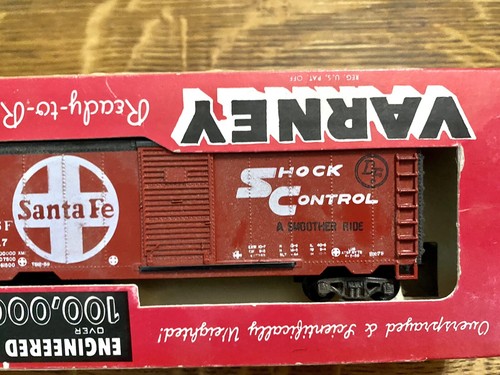 REG. U.S. PAT. OFF.
VARNEY
Ready-to-R
Santa Fe
SHOCK
CONTROL
A SMOOTHER RIDE
Oversprayed & Scientifically Weighted!
ENGINEERED
OVER
100,000